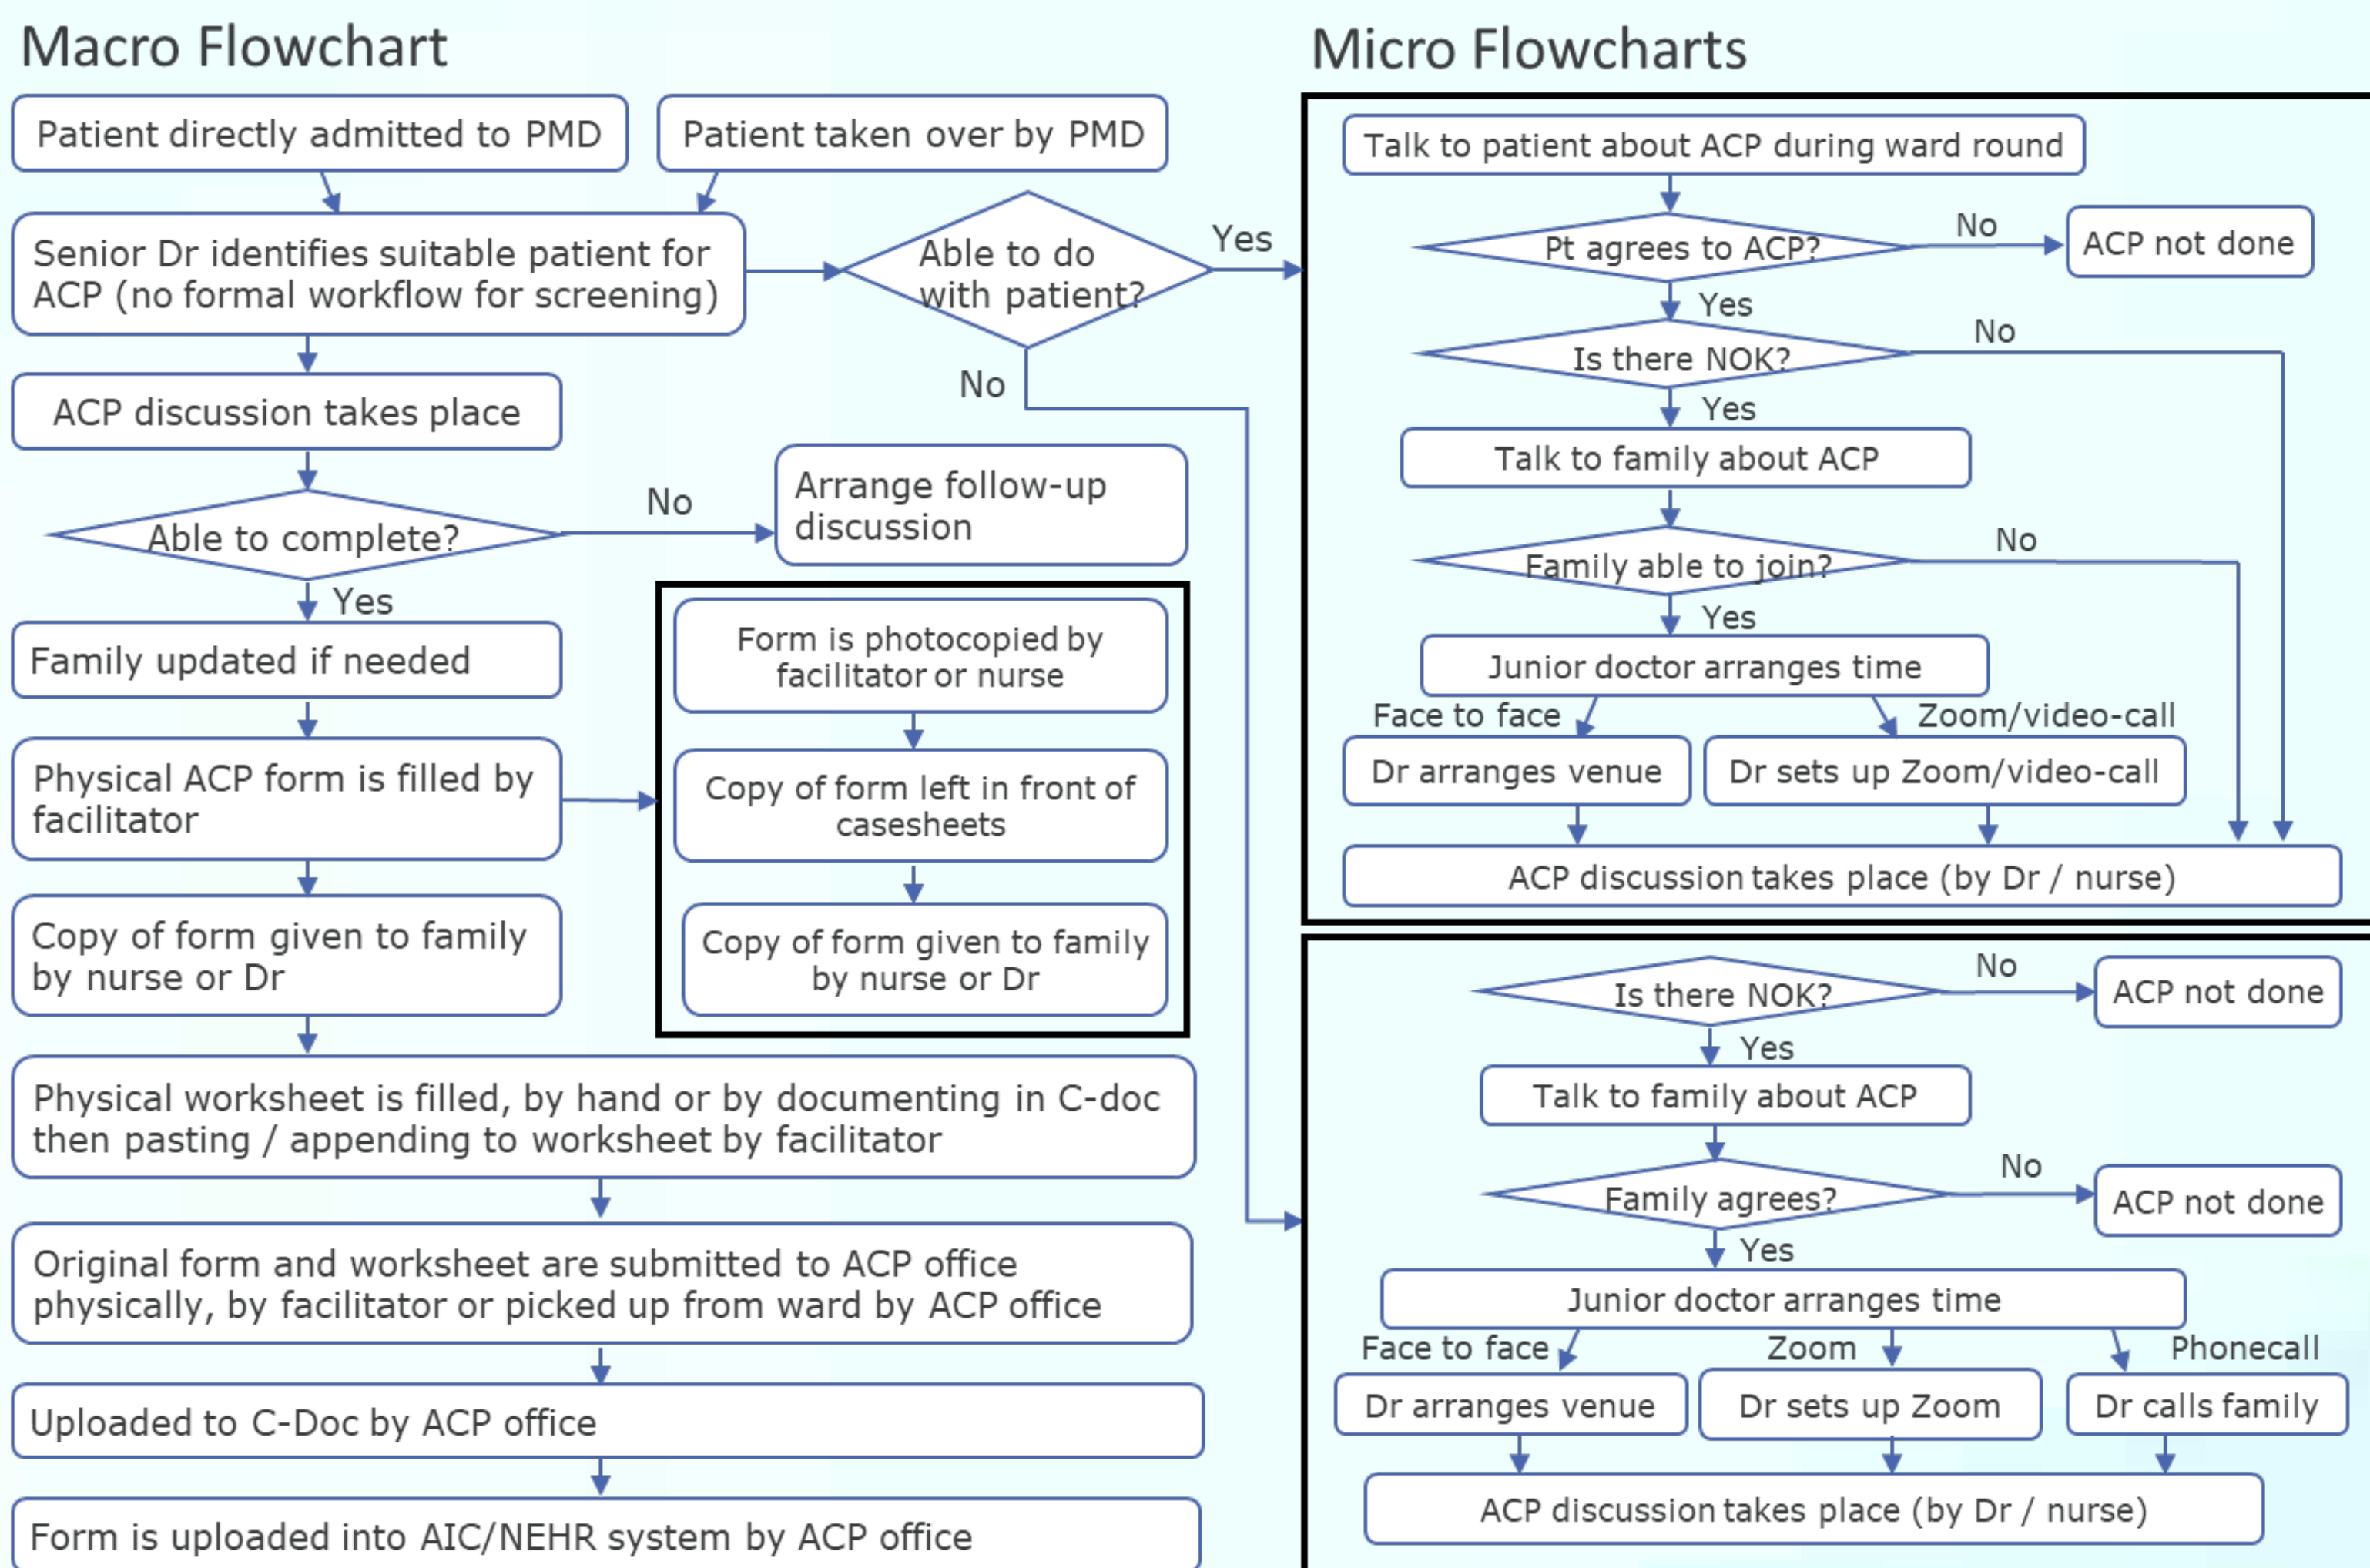 Macro Flowchart
Patient directly admitted to PMD
Patient taken over by PMD
Senior Dr identifies suitable patient for
ACP (no formal workflow for screening)
Able to do
with patient?
Yes
No
ACP discussion takes place
Able to complete?
No
Arrange follow-up
discussion
Yes
Family updated if needed
Physical ACP form is filled by
facilitator
Form is photocopied by
facilitator or nurse
Copy of form left in front of
casesheets
Copy of form given to family
by nurse or Dr
Copy of form given to family
by nurse or Dr
Physical worksheet is filled, by hand or by documenting in C-doc
then pasting / appending to worksheet by facilitator
Original form and worksheet are submitted to ACP office
physically, by facilitator or picked up from ward by ACP office
Uploaded to C-Doc by ACP office
Form is uploaded into AIC/NEHR system by ACP office
Micro Flowcharts
Talk to patient about ACP during ward round
Pt agrees to ACP?
No
ACP not done
Yes
Is there NOK?
No
Yes
Talk to family about ACP
Family able to join?
No
Yes
Junior doctor arranges time
Face to face
Zoom/video-call
Dr arranges venue
Dr sets up Zoom/video-call
ACP discussion takes place (by Dr / nurse)
Is there NOK?
No
ACP not done
Yes
Talk to family about ACP
Family agrees?
No
ACP not done
Yes
Junior doctor arranges time
Face to face
Zoom
Phonecall
Dr arranges venue
Dr sets up Zoom
Dr calls family
ACP discussion takes place (by Dr / nurse)